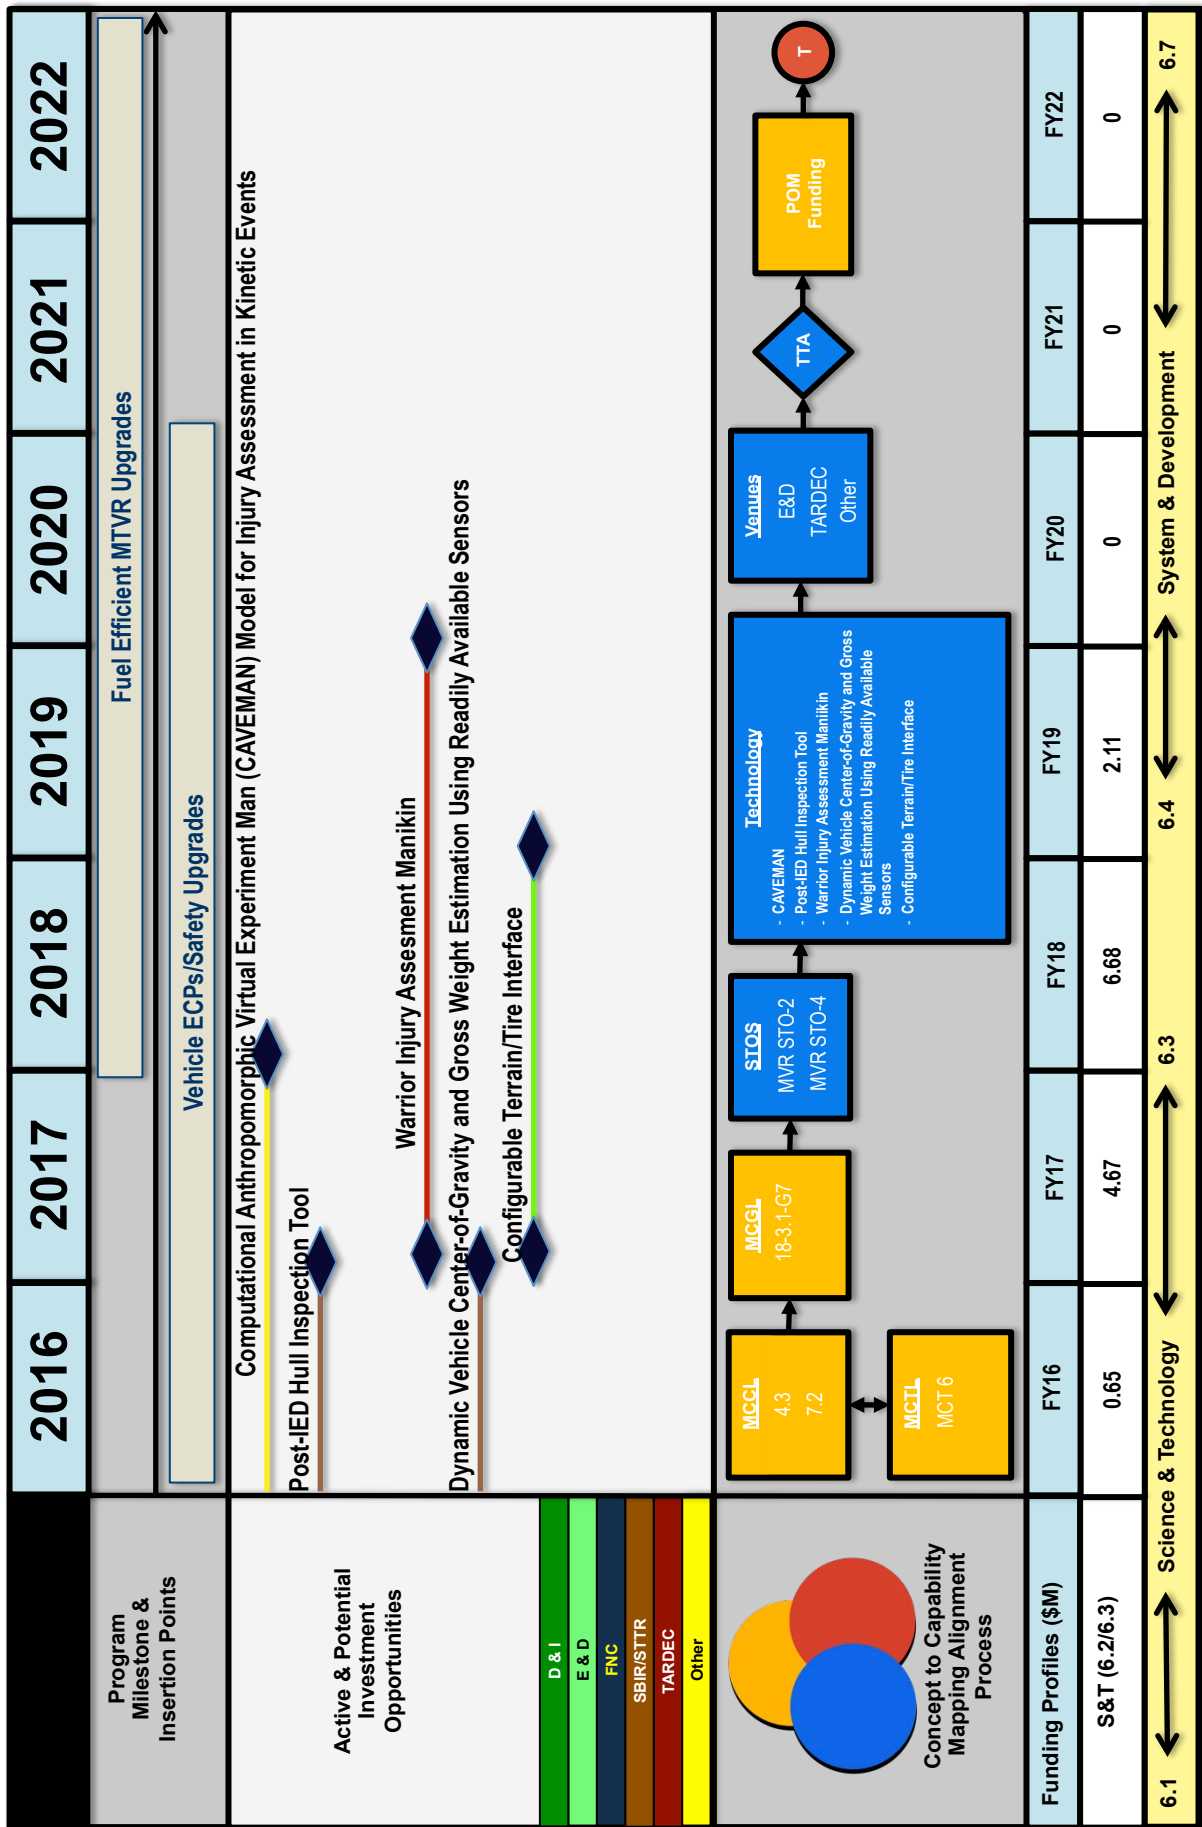 2016
2017
2018
2019
2020
2021
2022
Program
Milestone &
Insertion Points
Fuel Efficient MTVR Upgrades
Vehicle ECPs/Safety Upgrades
Active & Potential
Investment
Opportunities
D & I
E & D
FNC
SBIR/STTR
TARDEC
Other
Computational Anthropomorphic Virtual Experiment Man (CAVEMAN) Model for Injury Assessment in Kinetic Events
Post-IED Hull Inspection Tool
Warrior Injury Assesment Manikin
Dynamic Vehicle Center-of-Gravity and Gross Weight Estimation Using Readily Available Sensors
Configurable Terrain/Tire Interface
Concept to Capability
Mapping Alignment
Process
MCCL
4.3
7.2
MCTL
MCT 6
MCGL
18-3.1-G7
STOS
MVR STO-2
MVR STO-4
Technology
- CAVEMAN
- Post-IED Hull Inspection Tool
- Warrior Injury Assessment Maniikin
- Dynamic Vehicle Center-of-Gravity and Gross
Weight Estimation Using Readily Available
Sensors
- Configurable Terrain/Tire Interface
Venues
E&D
TARDEC
Other
TTA
POM
Funding
T
Funding Profiles ($M)
FY16
FY17
FY18
FY19
FY20
FY21
FY22
S&T (6.2/6.3)
0.65
4.67
6.68
2.11
0
0
0
6.1
Science & Technology
6.3
6.4
System & Development
6.7